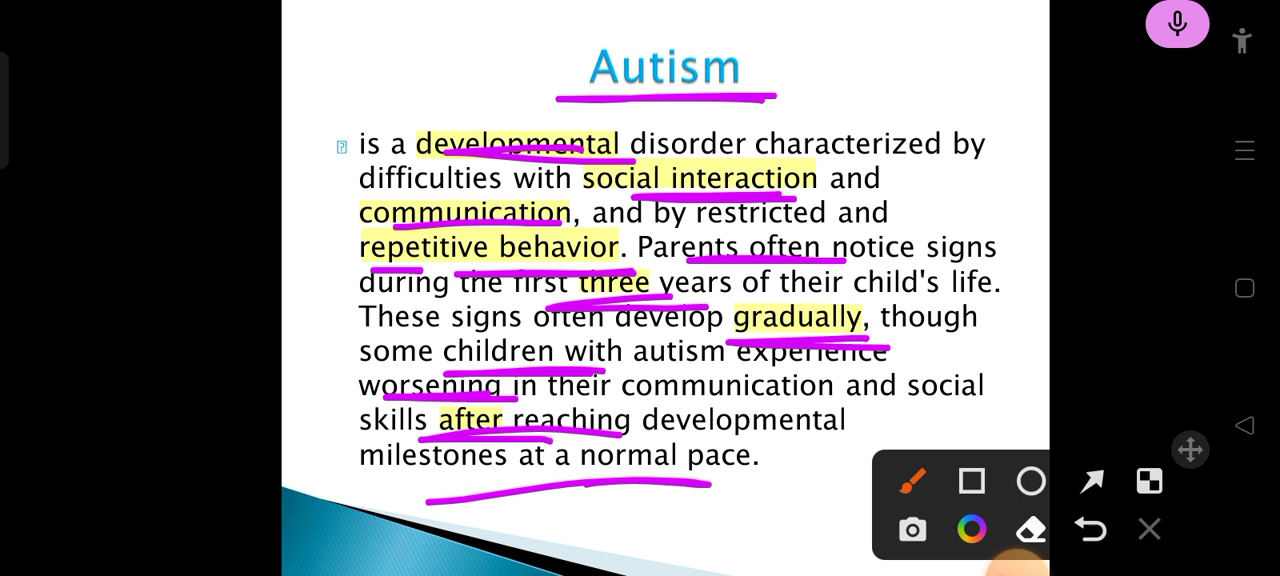 Autism
is a developmental disorder characterized by
difficulties with social interaction and
communication, and by restricted and
repetitive behavior. Parents often notice signs
during the first three years of their child's life.
These signs often develop gradually, though
some children with autism experience
worsening in their communication and social
skills after reaching developmental
milestones at a normal pace.